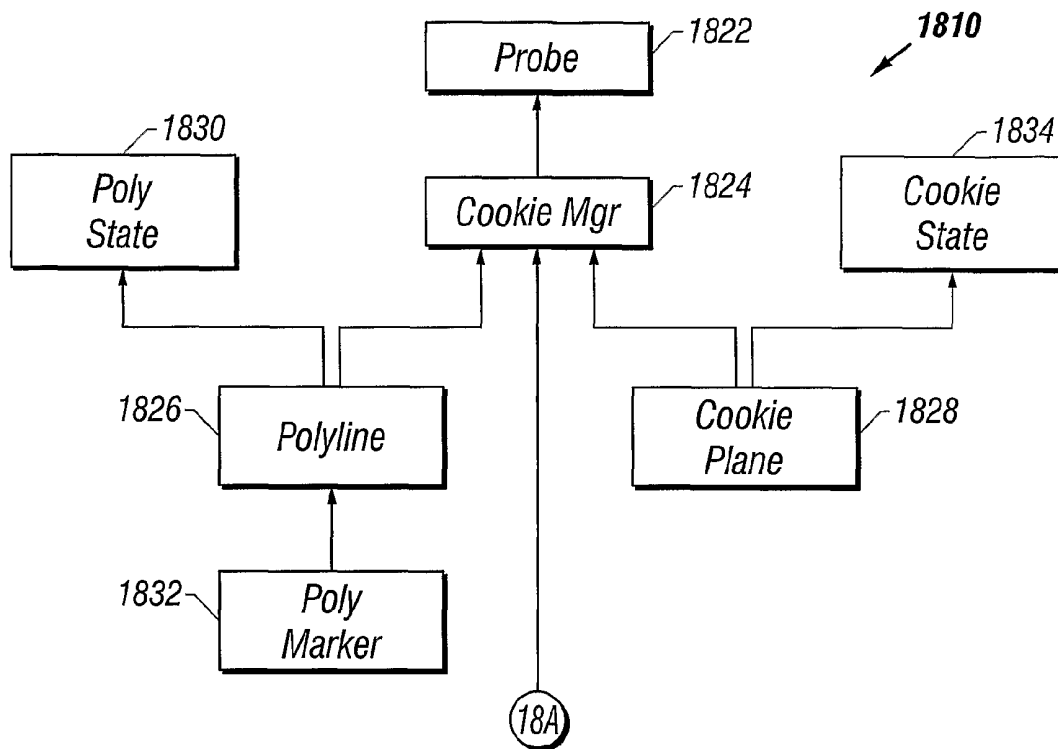 1810
1822
Probe
1830
Poly
State
1834
Cookie
State
1824
Cookie Mgr
1826
Polyline
1828
Cookie
Plane
1832
Poly
Marker
18A